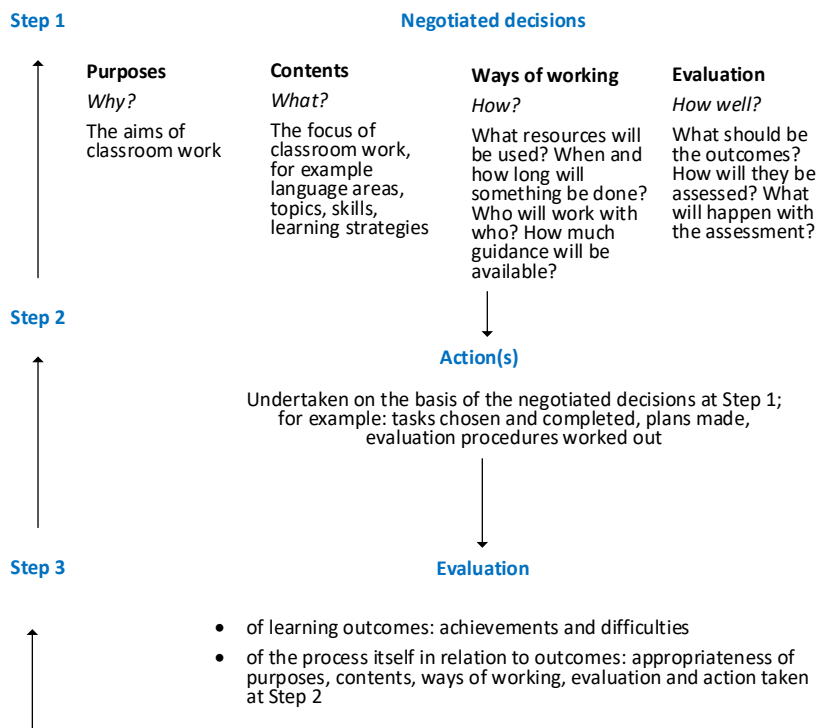 Step 1
Negotiated decisions
Purposes
Why?
The aims of
classroom work
Contents
What?
The focus of
classroom work,
for example
language areas,
topics, skills,
learning strategies
Ways of working
How?
What resources will
be used? When and
how long will
something be done?
Who will work with
who? How much
guidance will be
available?
Evaluation
How well?
What should be
the outcomes?
How will they be
assessed? What
will happen with
the assessment?
Step 2
Action(s)
Undertaken on the basis of the negotiated decisions at Step 1;
for example: tasks chosen and completed, plans made,
evaluation procedures worked out
Step 3
Evaluation
• of learning outcomes: achievements and difficulties
• of the process itself in relation to outcomes: appropriateness of
purposes, contents, ways of working, evaluation and action taken
at Step 2